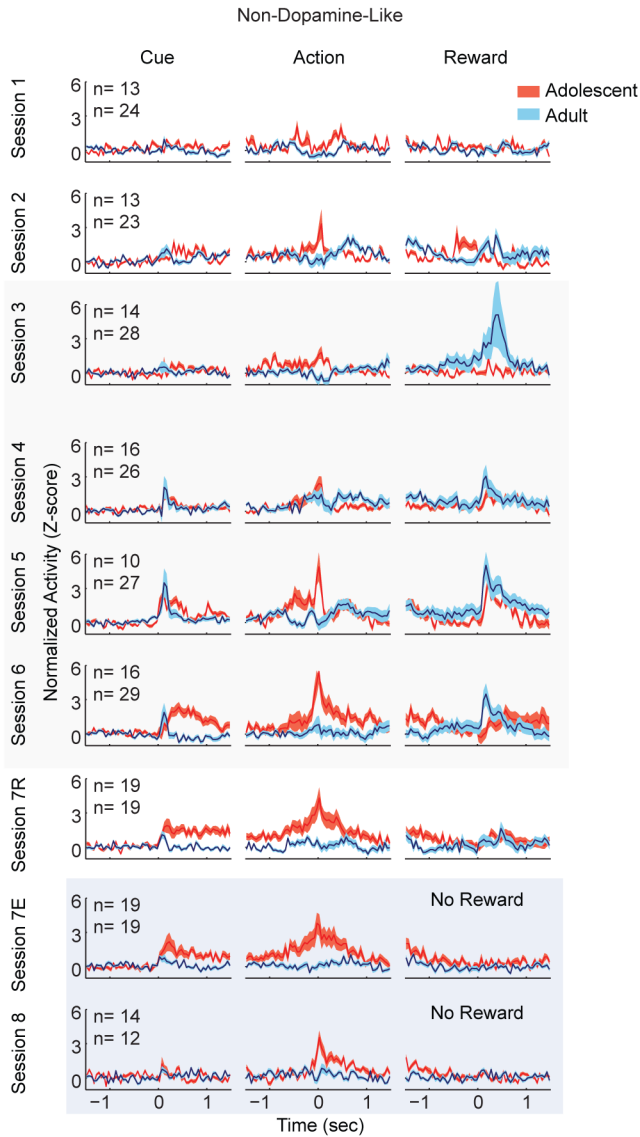 Non-Dopamine-Like
Cue Action Reward
Adolescent
Adult
Normalized Activity (Z-score)
Session 1
6
3
0
n= 13
n= 24
Session 2
6
3
0
n= 13
n= 23
Session 3
6
3
0
n= 14
n= 28
Session 4
6
3
0
n= 16
n= 26
Session 5
6
3
0
n= 10
n= 27
Session 6
6
3
0
n= 16
n= 29
Session 7R
6
3
0
n= 19
n= 19
Session 7E
6
3
0
n= 19
n= 19
No Reward
Session 8
6
3
0
n= 14
n= 12
No Reward
−1 0 1 −1 0 1 −1 0 1
Time (sec)